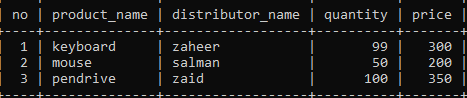 | no | product_name | distributor_name | quantity | price |
| 1 | keyboard | zaheer | 99 | 300 |
| 2 | mouse | salman | 50 | 200 |
| 3 | pendrive | zaid | 100 | 350 |